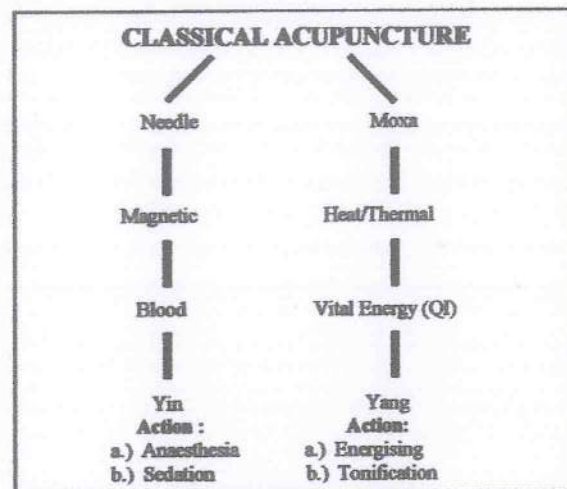 CLASSICAL ACUPUNCTURE
Needle Moxa
Magnetic Heat/Thermal
Blood Vital Energy (QI)
Yin Yang
Action : Action:
a.) Anaesthesia a.) Energising
b.) Sedation b.) Tonification